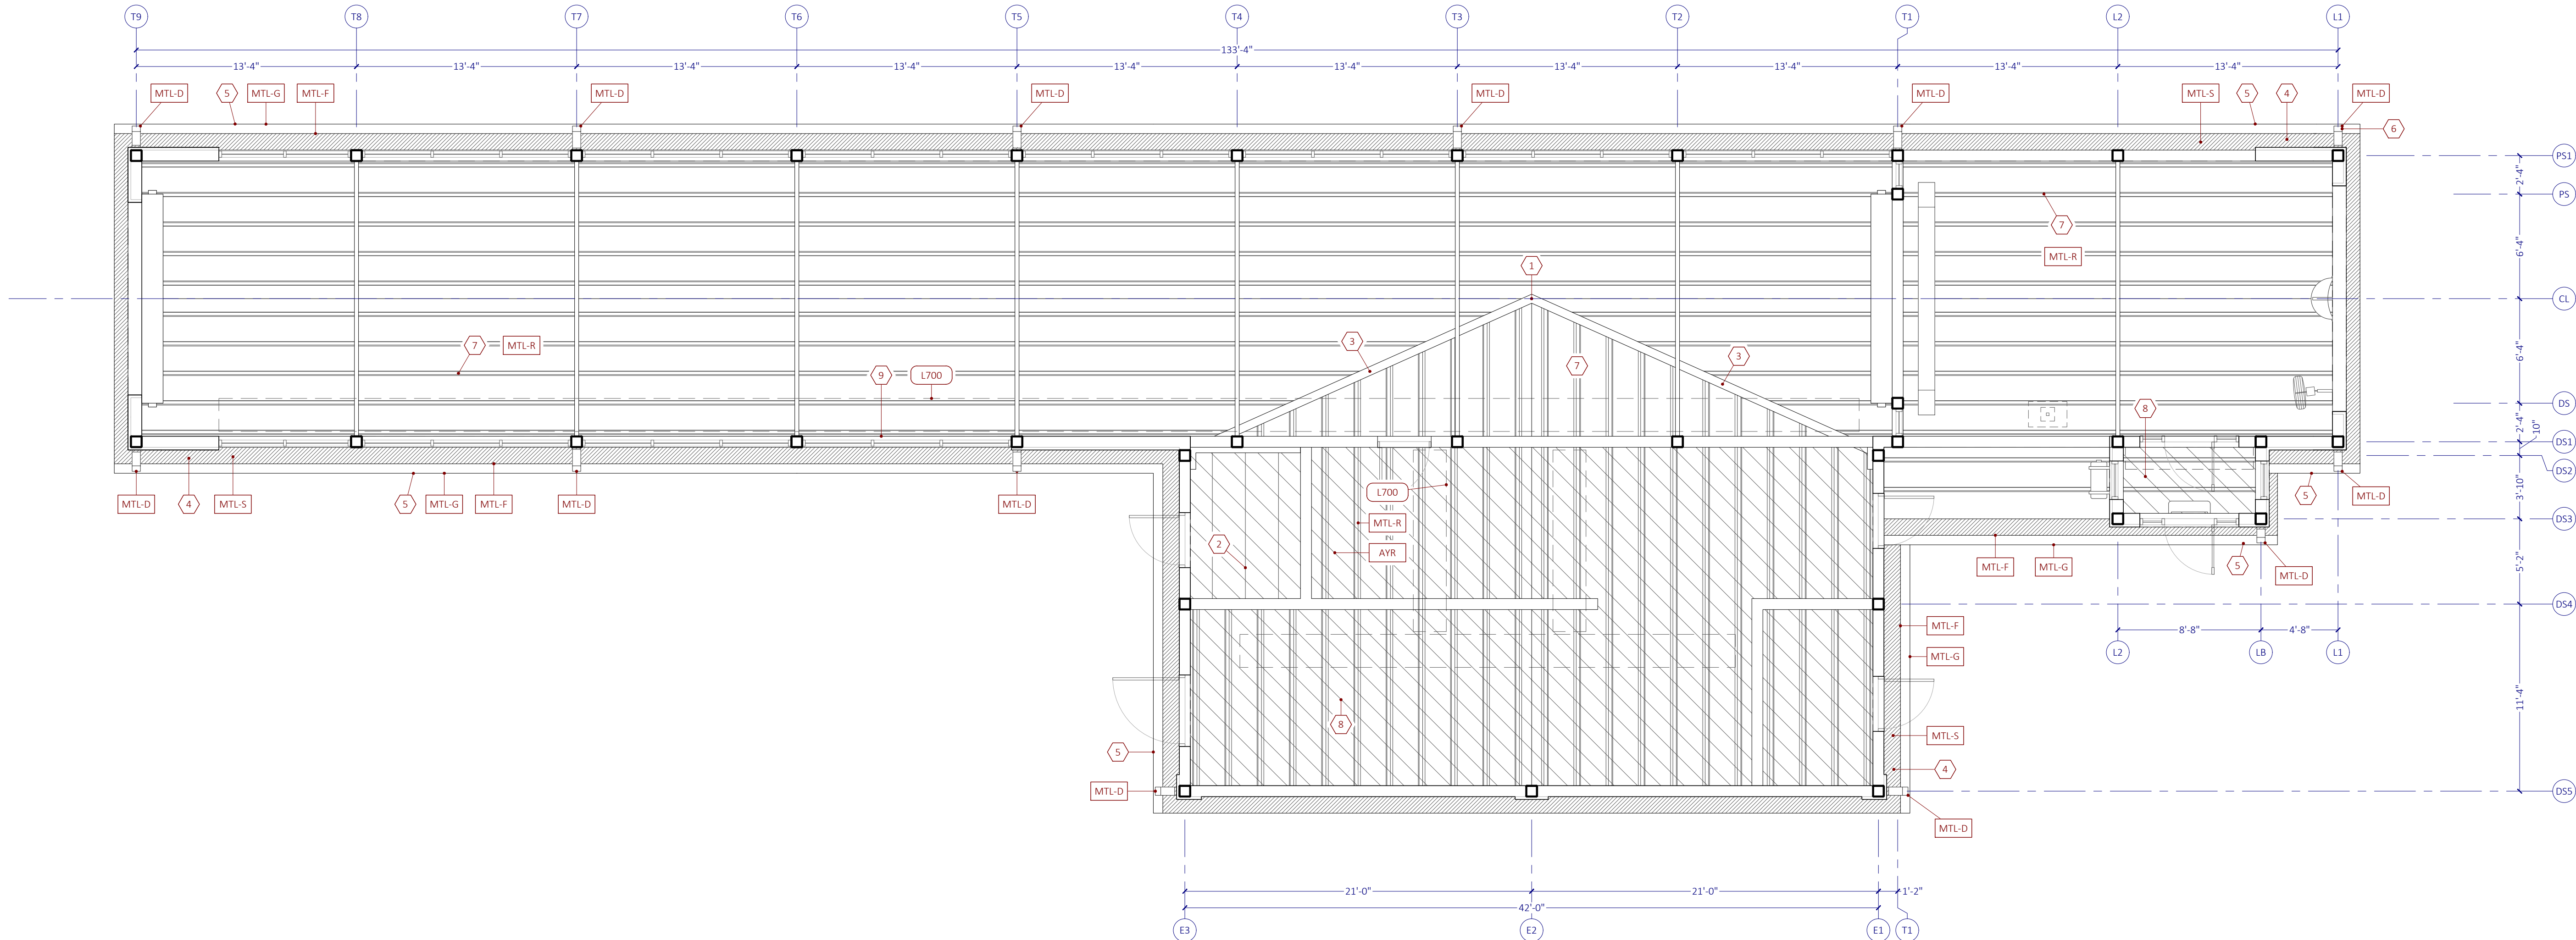 T9 T8 T7 T6 T5 T4 T3 T2 T1 L2 L1
133'-4"
13'-4" 13'-4" 13'-4" 13'-4" 13'-4" 13'-4" 13'-4" 13'-4" 13'-4" 13'-4"
MTL-D 5 MTL-G MTL-F MTL-D MTL-D MTL-D MTL-D MTL-S 5 4 MTL-D
6
PS1
2'-4"
PS
7
MTL-R
6'-4"
1
CL
3
7 MTL-R
3
6'-4"
7
9 L700
DS
8
2'-4"
10"
DS1
DS2
L700
5
MTL-D
3'-10"
MTL-D 4 MTL-S 5 MTL-G MTL-F MTL-D MTL-D
MTL-R
DS3
2
AYR
MTL-F MTL-G 5
MTL-D
5'-2"
DS4
MTL-F
8'-8" 4'-8"
L2 LB L1
MTL-G
11'-4"
8
MTL-S
5
4
MTL-D
DS5
MTL-D
21'-0" 21'-0" 1'-2"
42'-0"
E3 E2 E1 T1